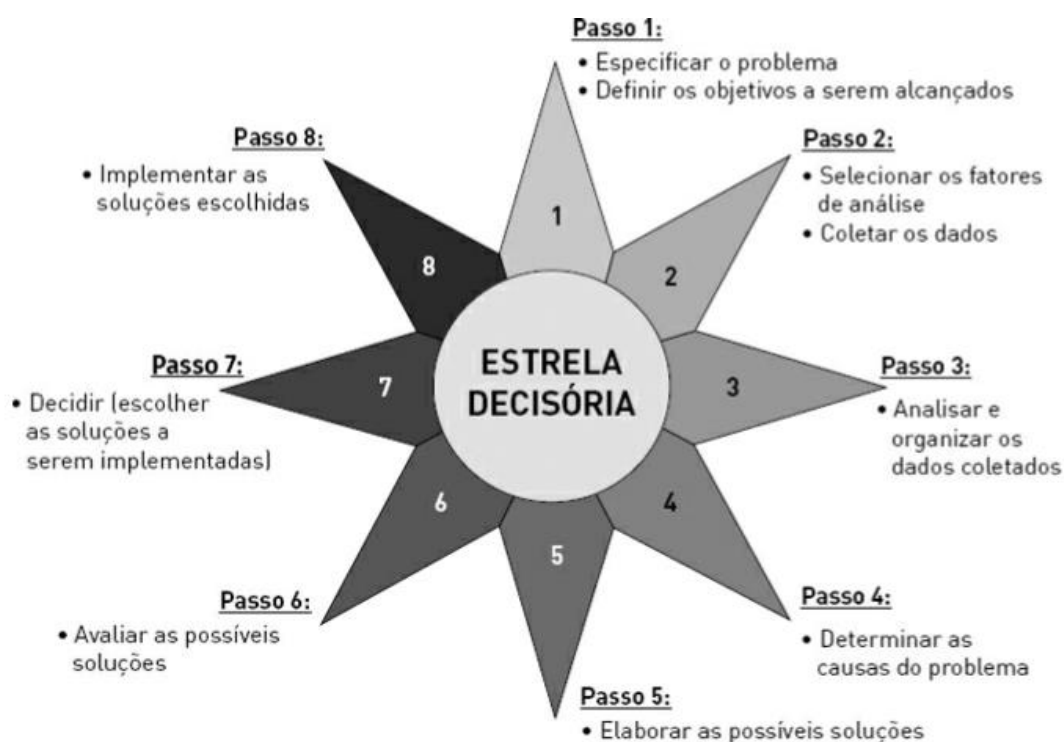 Passo 1:
• Especificar o problema
• Definir os objetivos a serem alcançados
Passo 2:
• Selecionar os fatores
de análise
• Coletar os dados
Passo 3:
• Analisar e
organizar os
dados coletados
Passo 4:
• Determinar as
causas do problema
Passo 5:
• Elaborar as possíveis soluções
Passo 6:
• Avaliar as possíveis
soluções
Passo 7:
• Decidir (escolher
as soluções a
serem implementadas)
Passo 8:
• Implementar as
soluções escolhidas
1
2
3
4
5
6
7
8
ESTRELA
DECISÓRIA